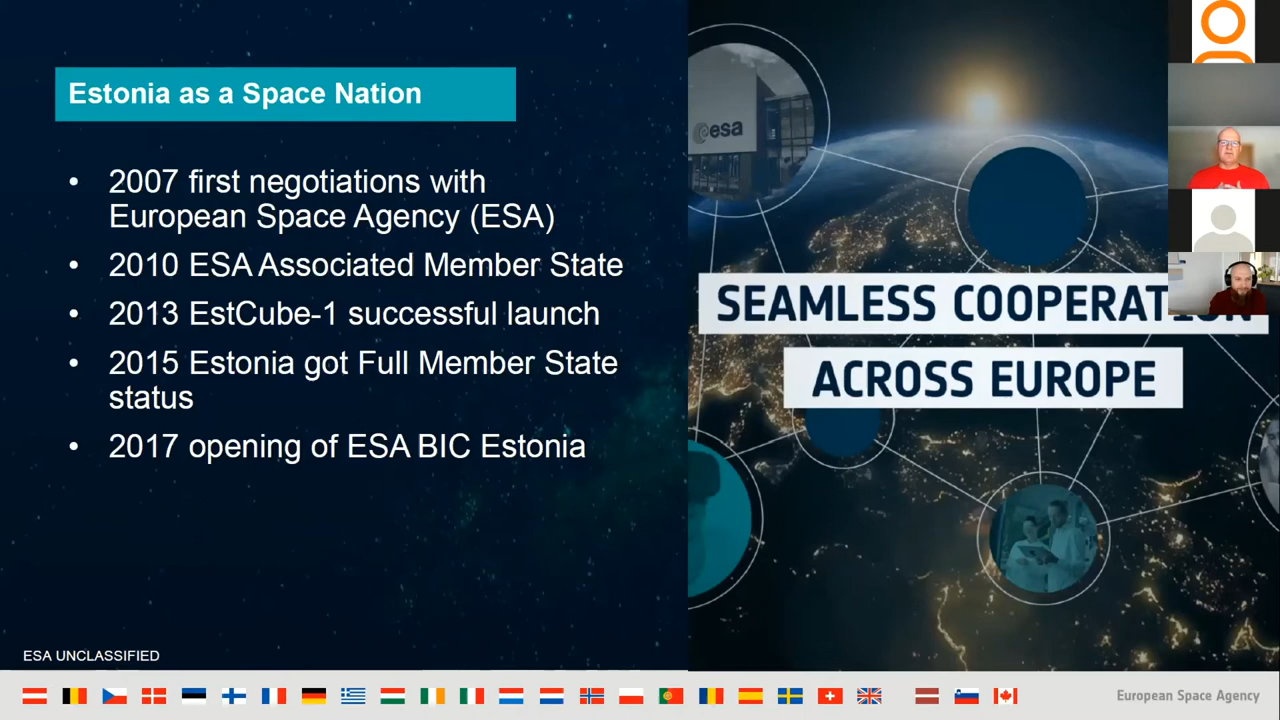 Estonia as a Space Nation
• 2007 first negotiations with
European Space Agency (ESA)
• 2010 ESA Associated Member State
• 2013 EstCube-1 successful launch
• 2015 Estonia got Full Member State
status
• 2017 opening of ESA BIC Estonia
esa
SEAMLESS COOPERATION
ACROSS EUROPE
ESA UNCLASSIFIED
European Space Agency